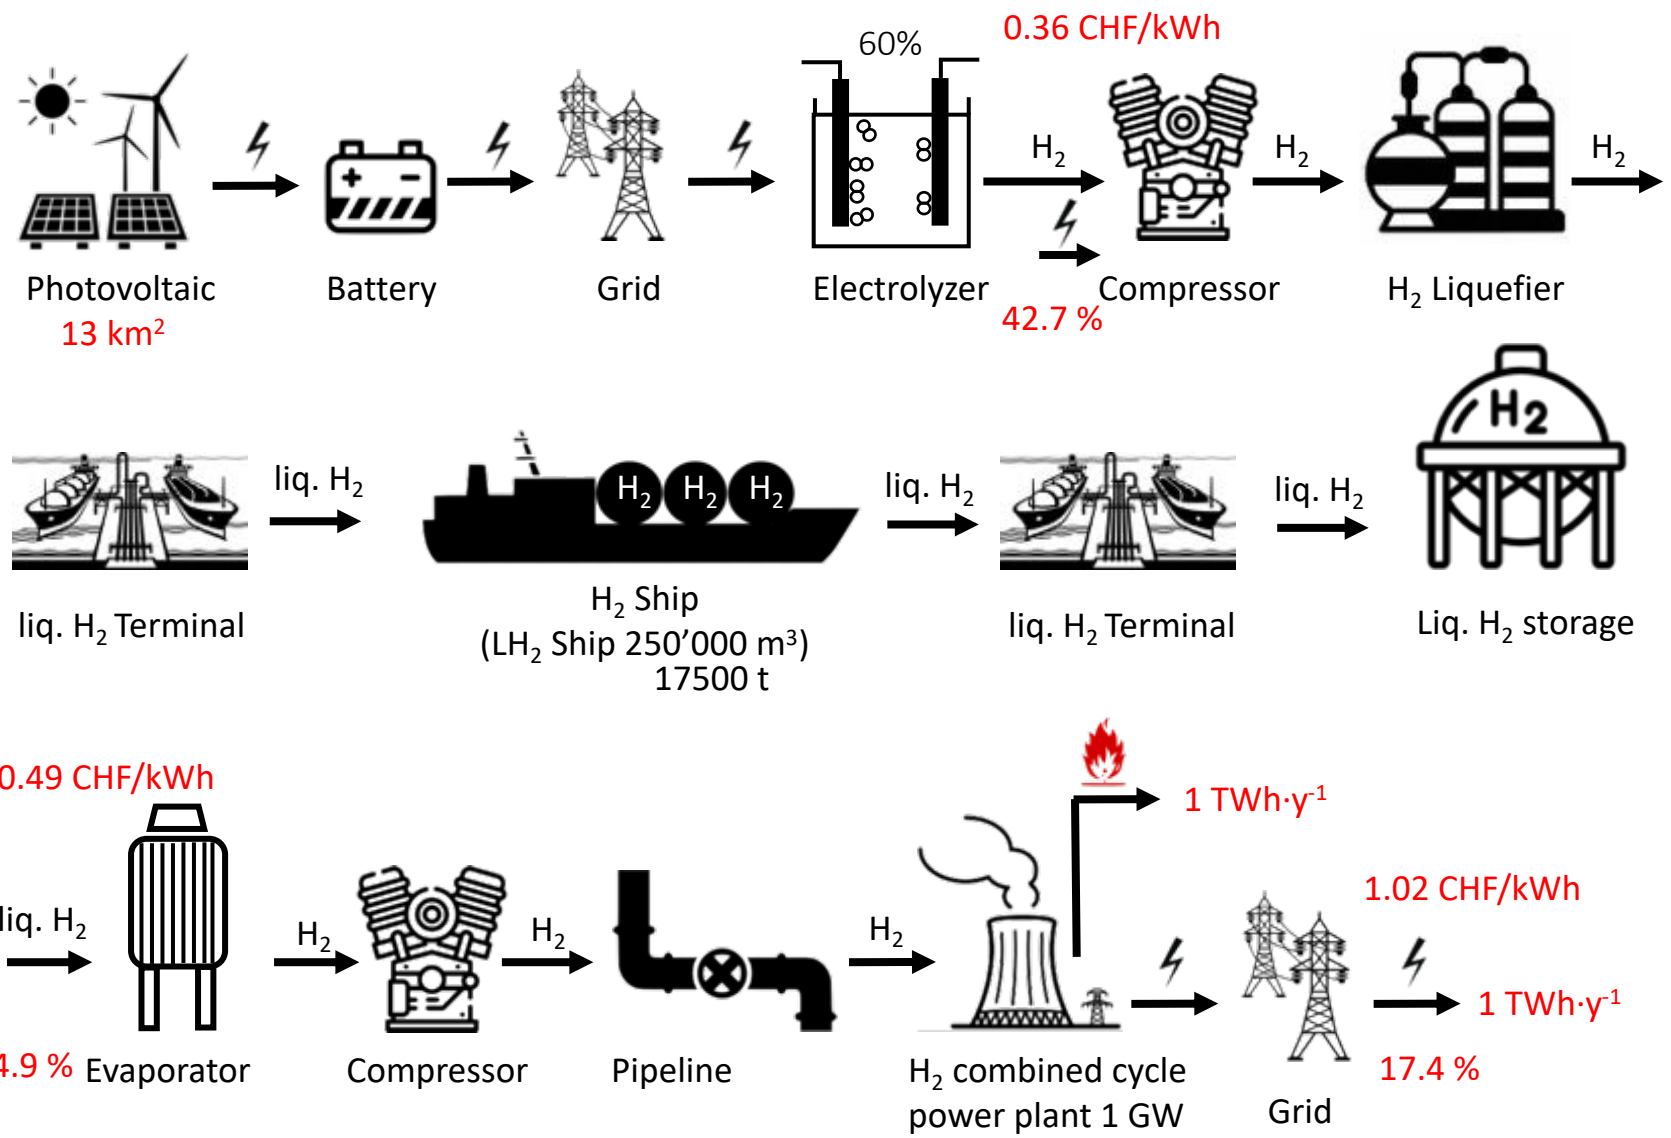 60%
0.36 CHF/kWh
H₂
H₂
H₂
Photovoltaic
13 km²
Battery
Grid
Electrolyzer
42.7 %
Compressor
H₂ Liquefier
H2
liq. H₂
H₂ H₂ H₂
liq. H₂
liq. H₂
liq. H₂ Terminal
H₂ Ship
(LH₂ Ship 250’000 m³)
17500 t
liq. H₂ Terminal
Liq. H₂ storage
0.49 CHF/kWh
1 TWh·y⁻¹
1.02 CHF/kWh
liq. H₂
H₂
H₂
H₂
1 TWh·y⁻¹
4.9 %
Evaporator
Compressor
Pipeline
H₂ combined cycle
power plant 1 GW
Grid
17.4 %